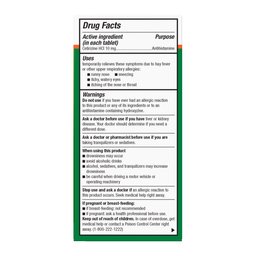 Drug Facts
Active ingredient Purpose
(in each tablet)
Cetirizine HCl 10 mg Antihistamine
Uses
temporarily relieves these symptoms due to hay fever
or other upper respiratory allergies:
■ runny nose ■ sneezing
■ itchy, watery eyes
■ itching of the nose or throat
Warnings
Do not use if you have ever had an allergic reaction
to this product or any of its ingredients or to an
antihistamine containing hydroxyzine.
Ask a doctor before use if you have liver or kidney
disease. Your doctor should determine if you need a
different dose.
Ask a doctor or pharmacist before use if you are
taking tranquilizers or sedatives.
When using this product
■ drowsiness may occur
■ avoid alcoholic drinks
■ alcohol, sedatives, and tranquilizers may increase
drowsiness
■ be careful when driving a motor vehicle or
operating machinery
Stop use and ask a doctor if an allergic reaction to
this product occurs. Seek medical help right away.
If pregnant or breast-feeding:
■ if breast-feeding: not recommended
■ if pregnant: ask a health professional before use.
Keep out of reach of children. In case of overdose, get
medical help or contact a Poison Control Center right
away. (1-800-222-1222)